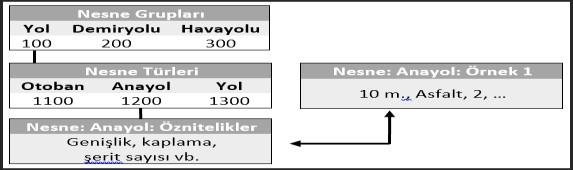 Nesne Grupları
Yol Demiryolu Havayolu
100 200 300
Nesne Türleri
Otoban Anayol Yol
1100 1200 1300
Nesne: Anayol: Öznitelikler
Genişlik, kaplama,
şerit sayısı vb.
Nesne: Anayol: Örnek 1
10 m., Asfalt, 2, ...